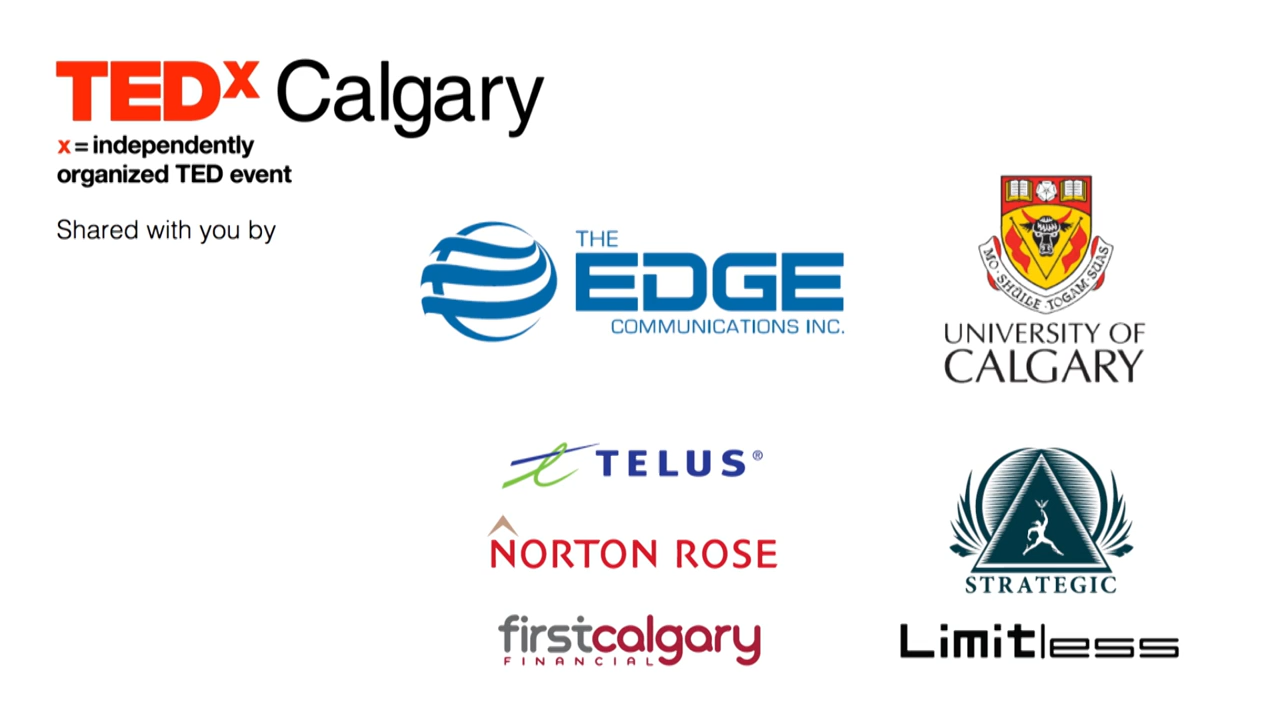 TEDx Calgary
x = independently
organized TED event
Shared with you by
THE
EDGE
COMMUNICATIONS INC.
MO·SHÙILE·TOGAM·SUAS
UNIVERSITY OF
CALGARY
TELUS®
NORTON ROSE
STRATEGIC
firstcalgary
FINANCIAL
Limitless